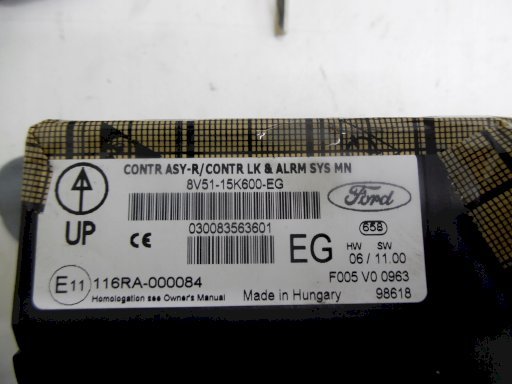 CONTR ASY-R/CONTR LK & ALRM SYS MN
8V51-15K600-EG
Ford
UP
030083563601
658
CE
EG
HW SW
06 / 11.00
E11 116RA-000084
F005 V0 0963
Homologation see Owner's Manual
Made in Hungary
98618